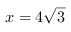 x = 4√3